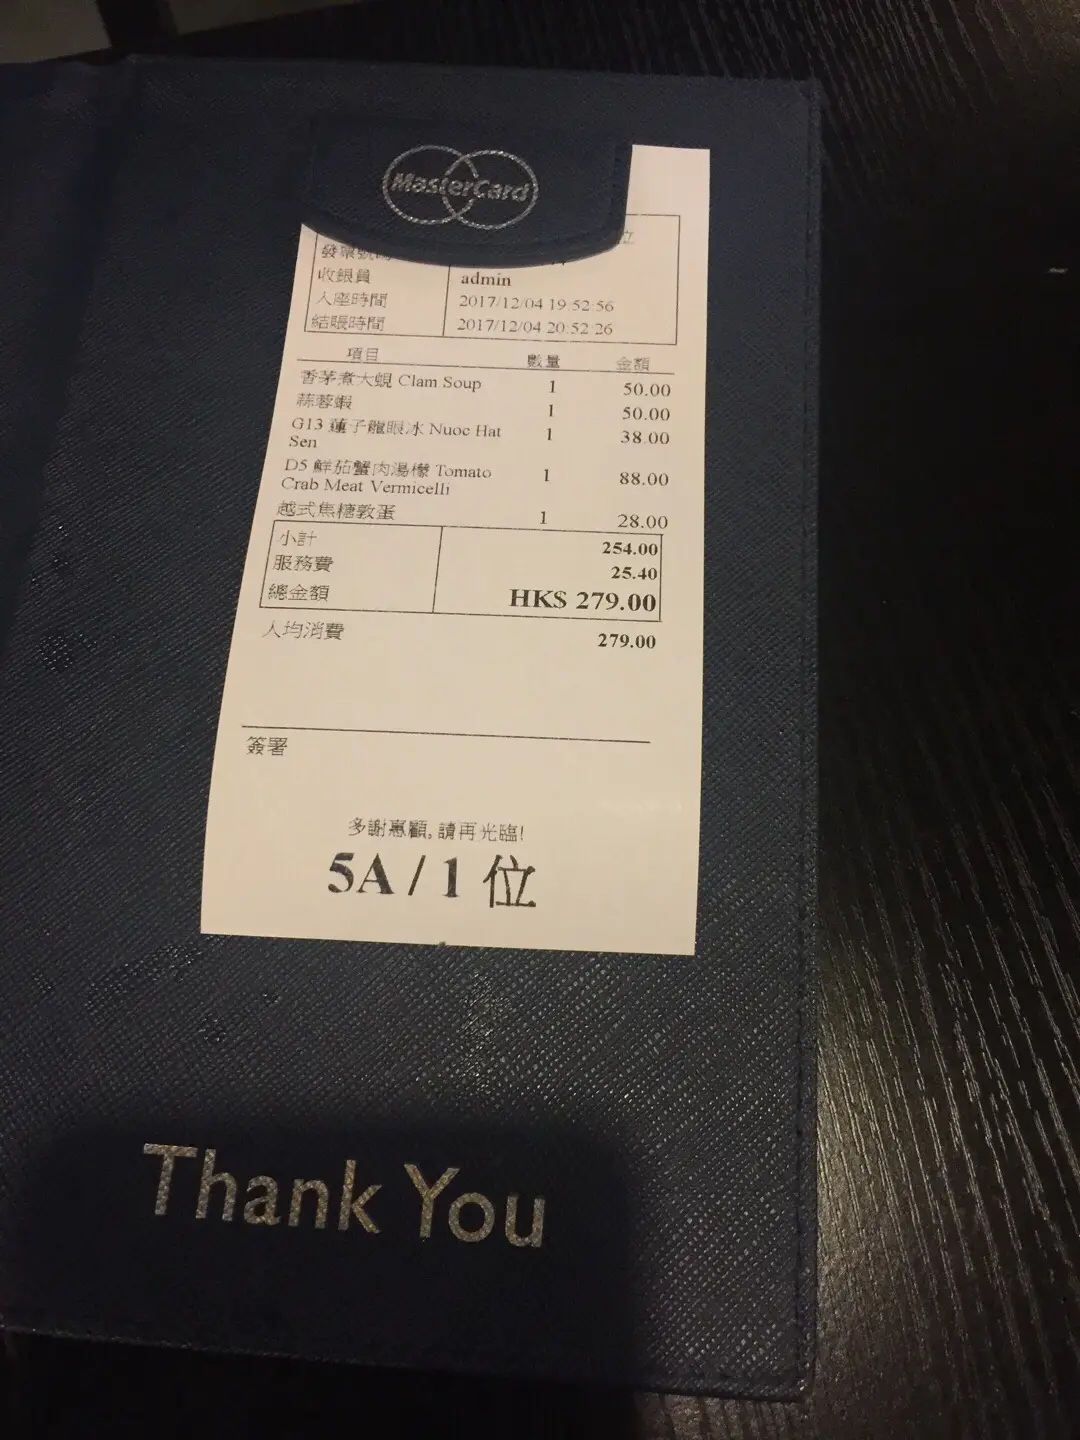 MasterCard
位
發票號碼
收銀員 admin
入座時間 2017/12/04 19:52:56
結賬時間 2017/12/04 20:52:26
項目 數量 金額
香茅煮大蜆 Clam Soup 1 50.00
蒜蓉蝦 1 50.00
G13 蓮子龍眼冰 Nuoc Hat 1 38.00
Sen
D5 鮮茄蟹肉湯檬 Tomato 1 88.00
Crab Meat Vermicelli
越式焦糖敦蛋 1 28.00
小計 254.00
服務費 25.40
總金額 HK$ 279.00
人均消費 279.00
簽署
多謝惠顧, 請再光臨!
5A / 1 位
Thank You